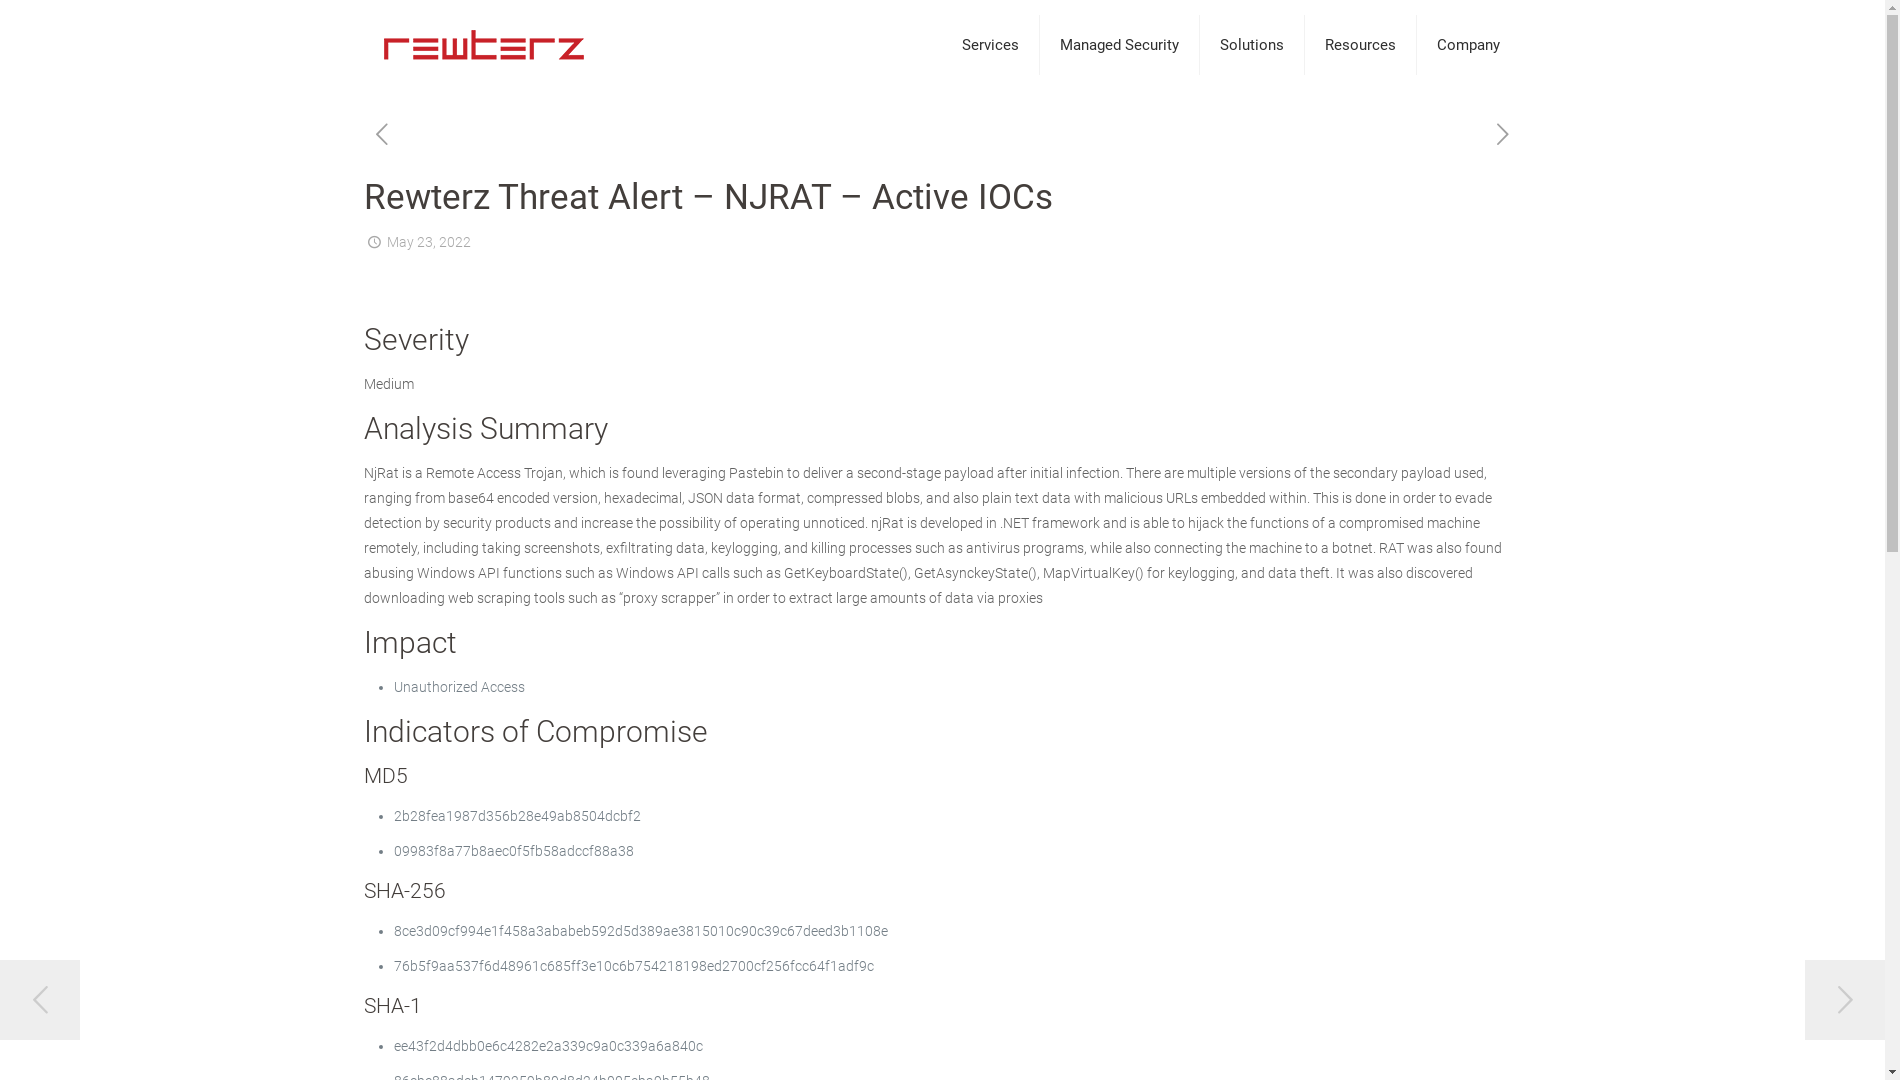 rewterz
Services
Managed Security
Solutions
Resources
Company
Rewterz Threat Alert – NJRAT – Active IOCs
May 23, 2022
Severity
Medium
Analysis Summary
NjRat is a Remote Access Trojan, which is found leveraging Pastebin to deliver a second-stage payload after initial infection. There are multiple versions of the secondary payload used,
ranging from base64 encoded version, hexadecimal, JSON data format, compressed blobs, and also plain text data with malicious URLs embedded within. This is done in order to evade
detection by security products and increase the possibility of operating unnoticed. njRat is developed in .NET framework and is able to hijack the functions of a compromised machine
remotely, including taking screenshots, exfiltrating data, keylogging, and killing processes such as antivirus programs, while also connecting the machine to a botnet. RAT was also found
abusing Windows API functions such as Windows API calls such as GetKeyboardState(), GetAsynckeyState(), MapVirtualKey() for keylogging, and data theft. It was also discovered
downloading web scraping tools such as “proxy scrapper” in order to extract large amounts of data via proxies
Impact
• Unauthorized Access
Indicators of Compromise
MD5
• 2b28fea1987d356b28e49ab8504dcbf2
• 09983f8a77b8aec0f5fb58adccf88a38
SHA-256
• 8ce3d09cf994e1f458a3ababeb592d5d389ae3815010c90c39c67deed3b1108e
• 76b5f9aa537f6d48961c685ff3e10c6b754218198ed2700cf256fcc64f1adf9c
SHA-1
• ee43f2d4dbb0e6c4282e2a339c9a0c339a6a840c